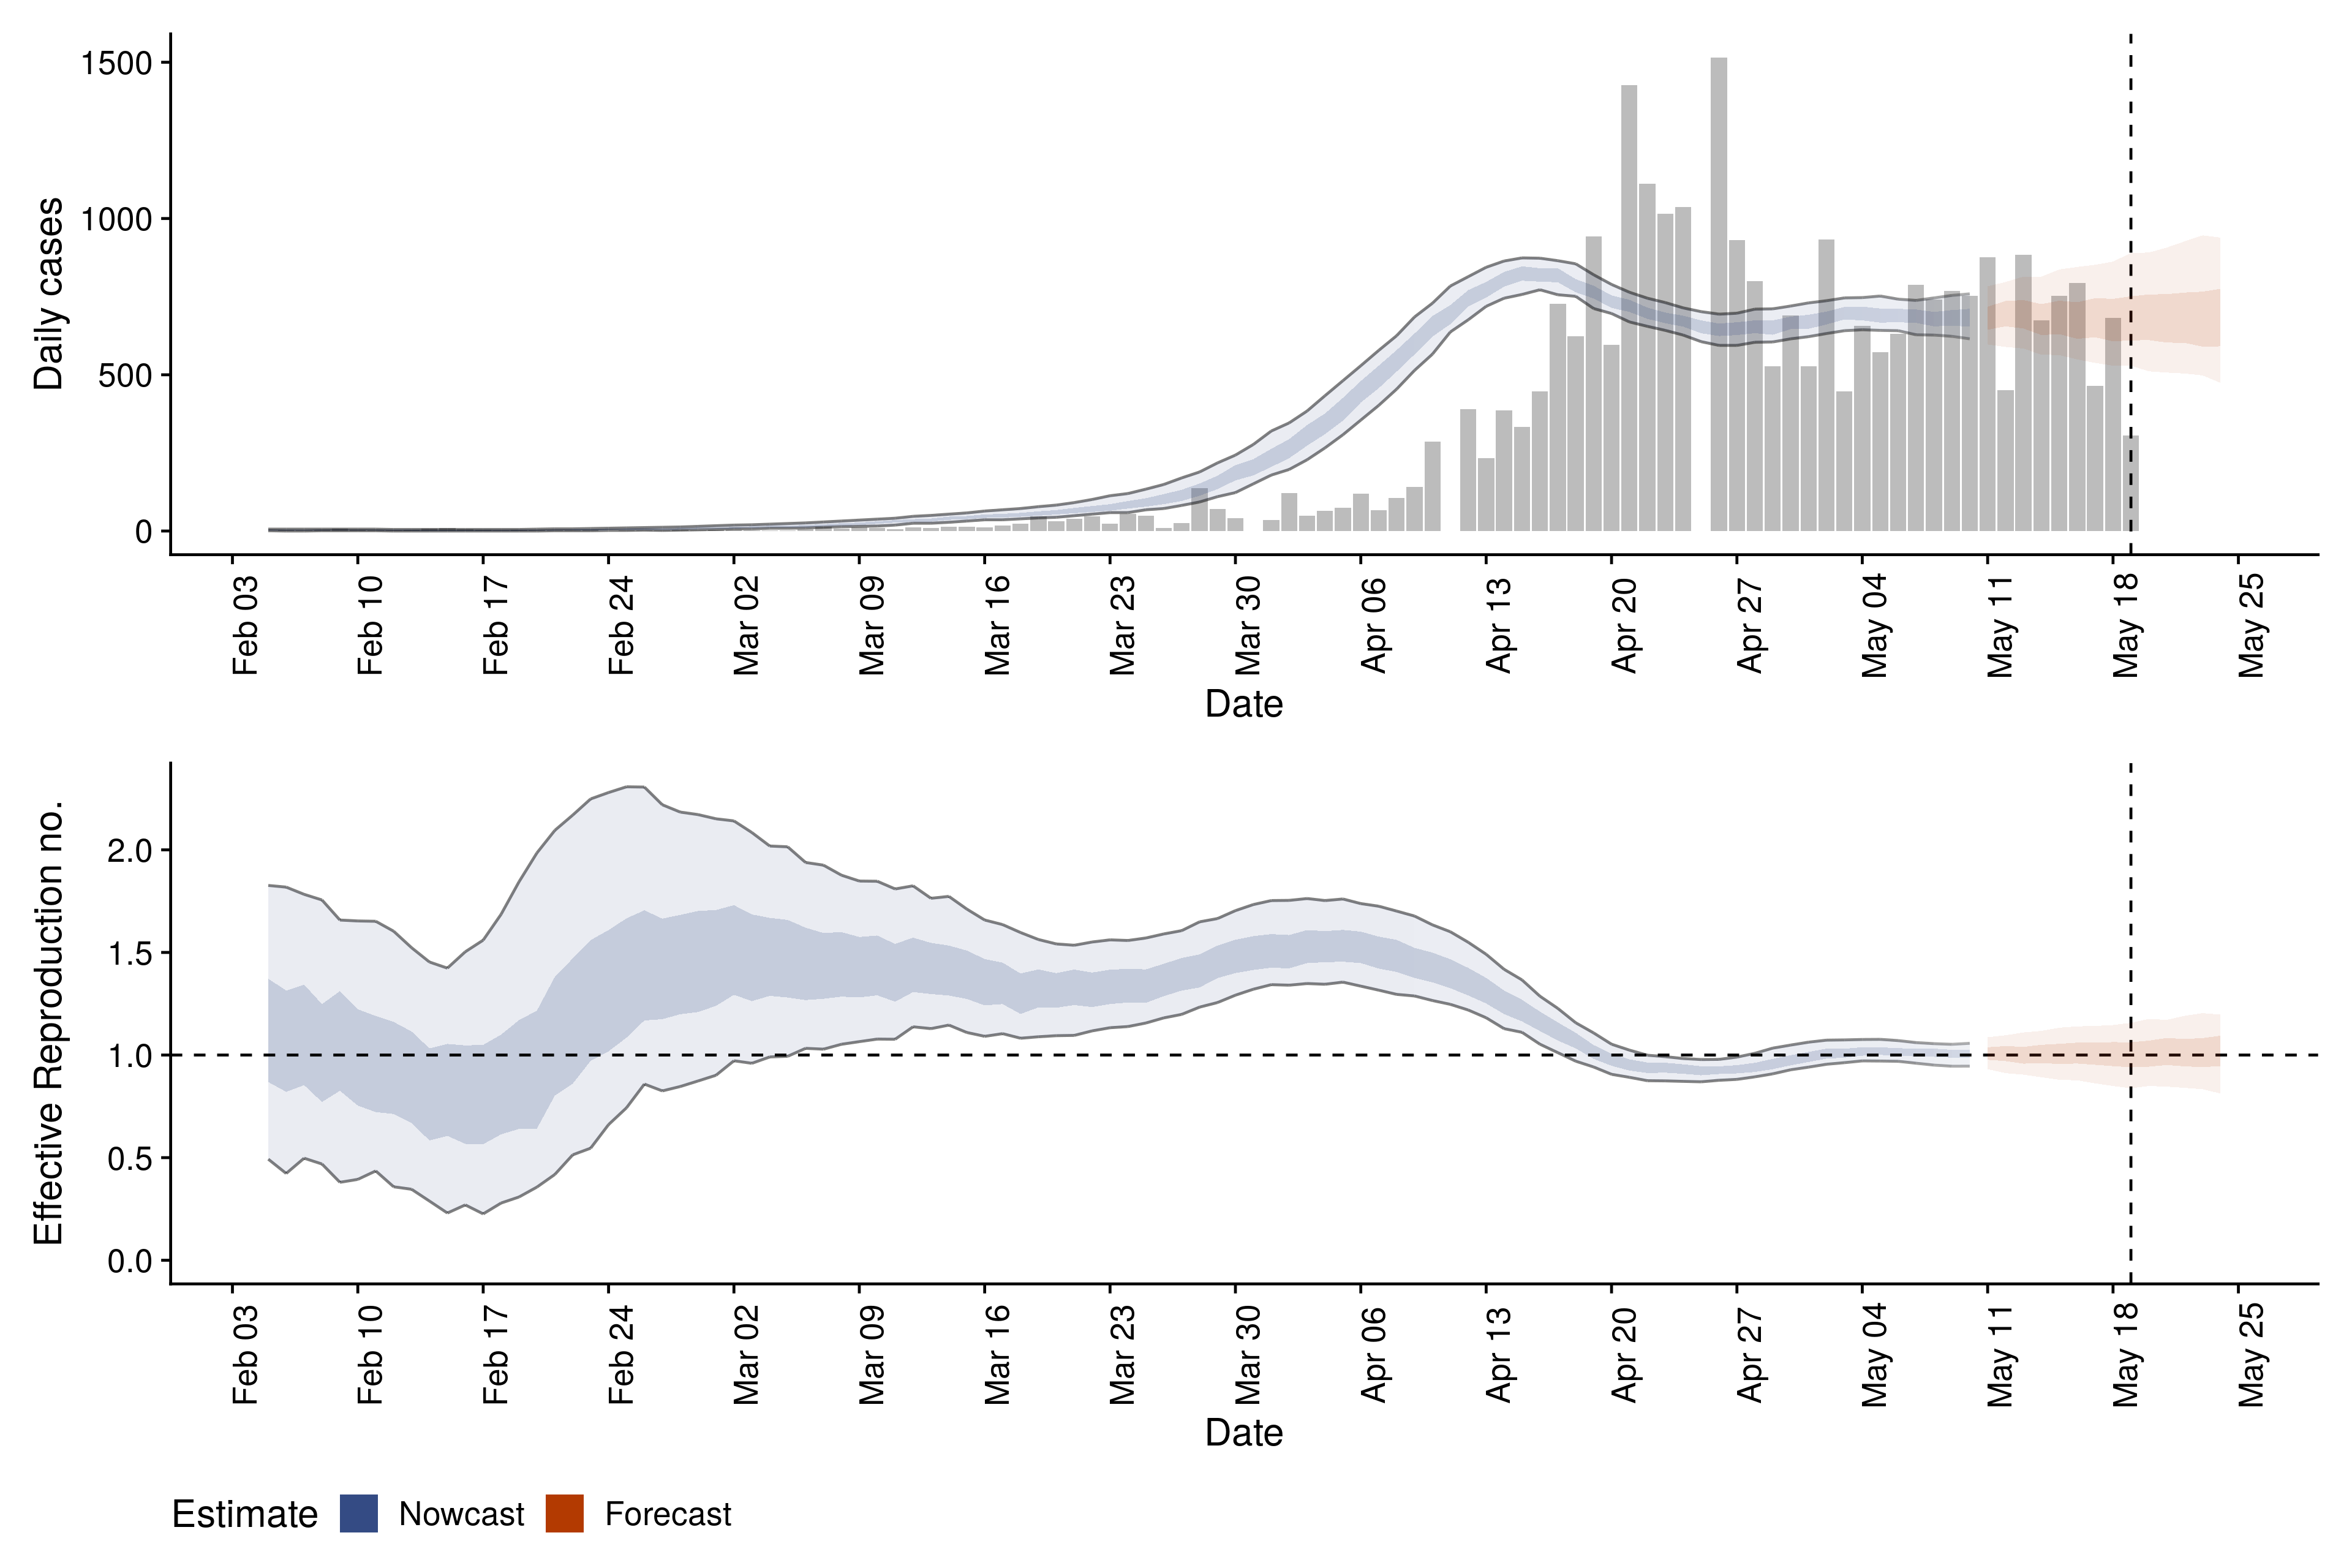 Daily cases
1500
1000
500
0
Feb 03
Feb 10
Feb 17
Feb 24
Mar 02
Mar 09
Mar 16
Mar 23
Mar 30
Apr 06
Apr 13
Apr 20
Apr 27
May 04
May 11
May 18
May 25
Date
Effective Reproduction no.
2.0
1.5
1.0
0.5
0.0
Feb 03
Feb 10
Feb 17
Feb 24
Mar 02
Mar 09
Mar 16
Mar 23
Mar 30
Apr 06
Apr 13
Apr 20
Apr 27
May 04
May 11
May 18
May 25
Date
Estimate Nowcast Forecast